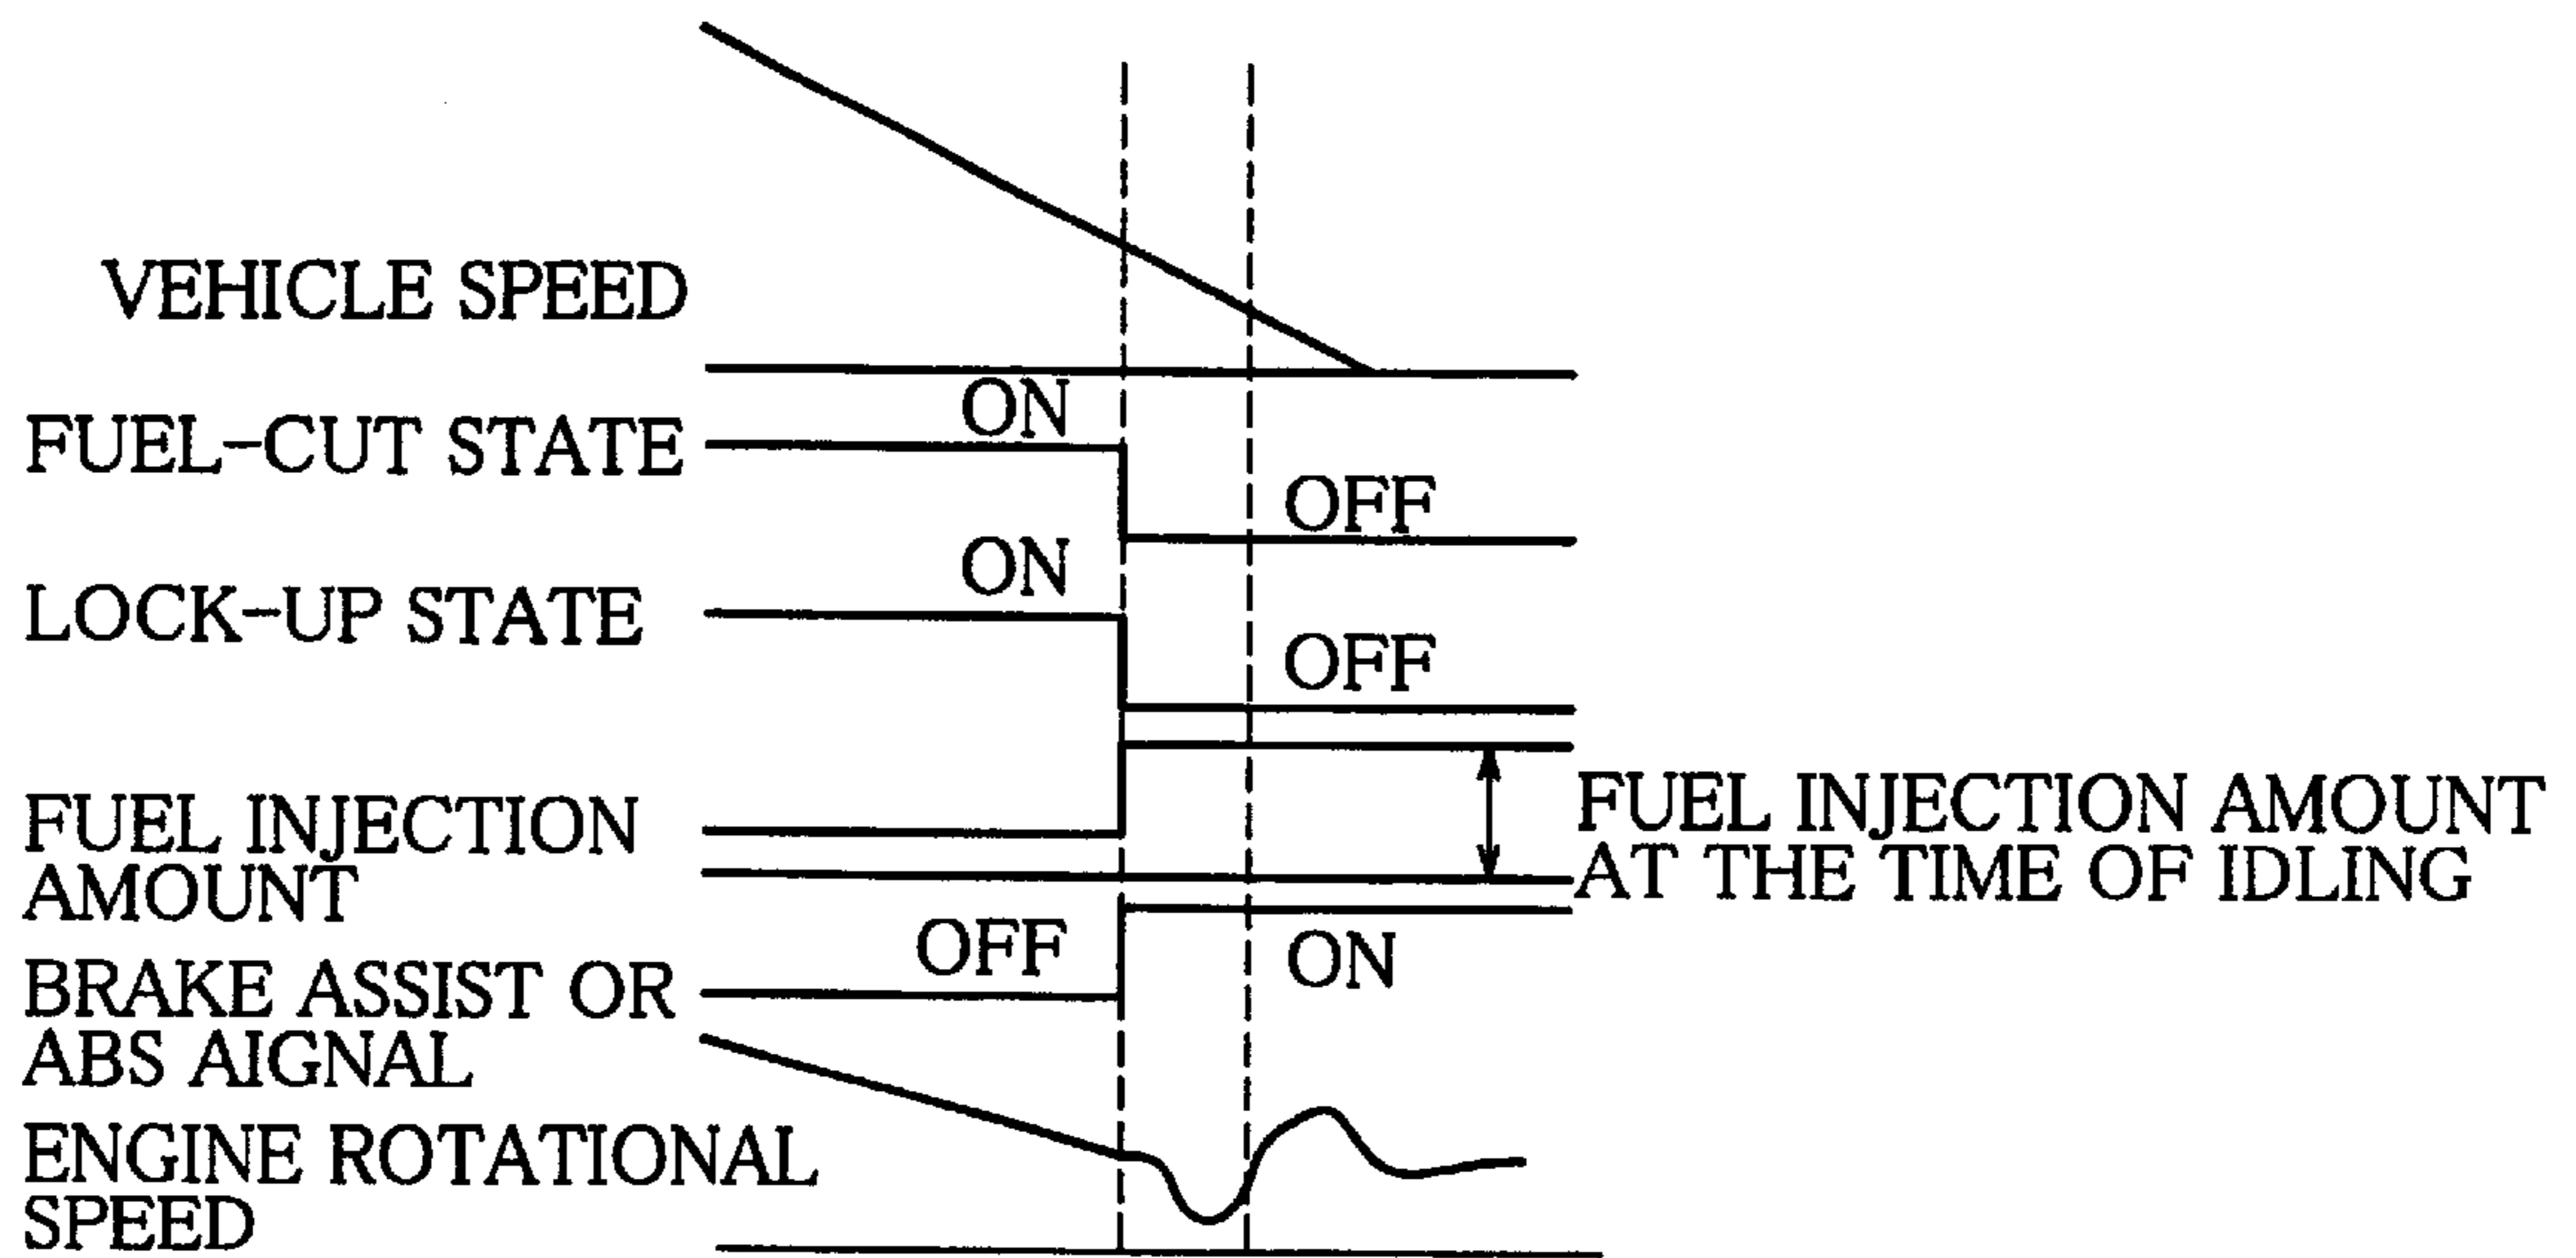 VEHICLE SPEED
ON
FUEL-CUT STATE
OFF
ON
LOCK-UP STATE
OFF
FUEL INJECTION
AMOUNT
FUEL INJECTION AMOUNT
AT THE TIME OF IDLING
OFF
ON
BRAKE ASSIST OR
ABS AIGNAL
ENGINE ROTATIONAL
SPEED